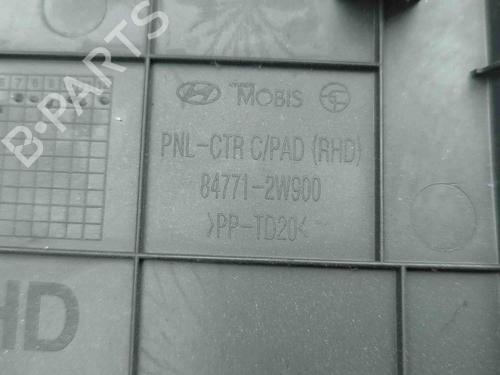 B-PARTS
MOBIS
PNL-CTR C/PAD (RHD)
84771-2W900
>PP-TD20<
HD